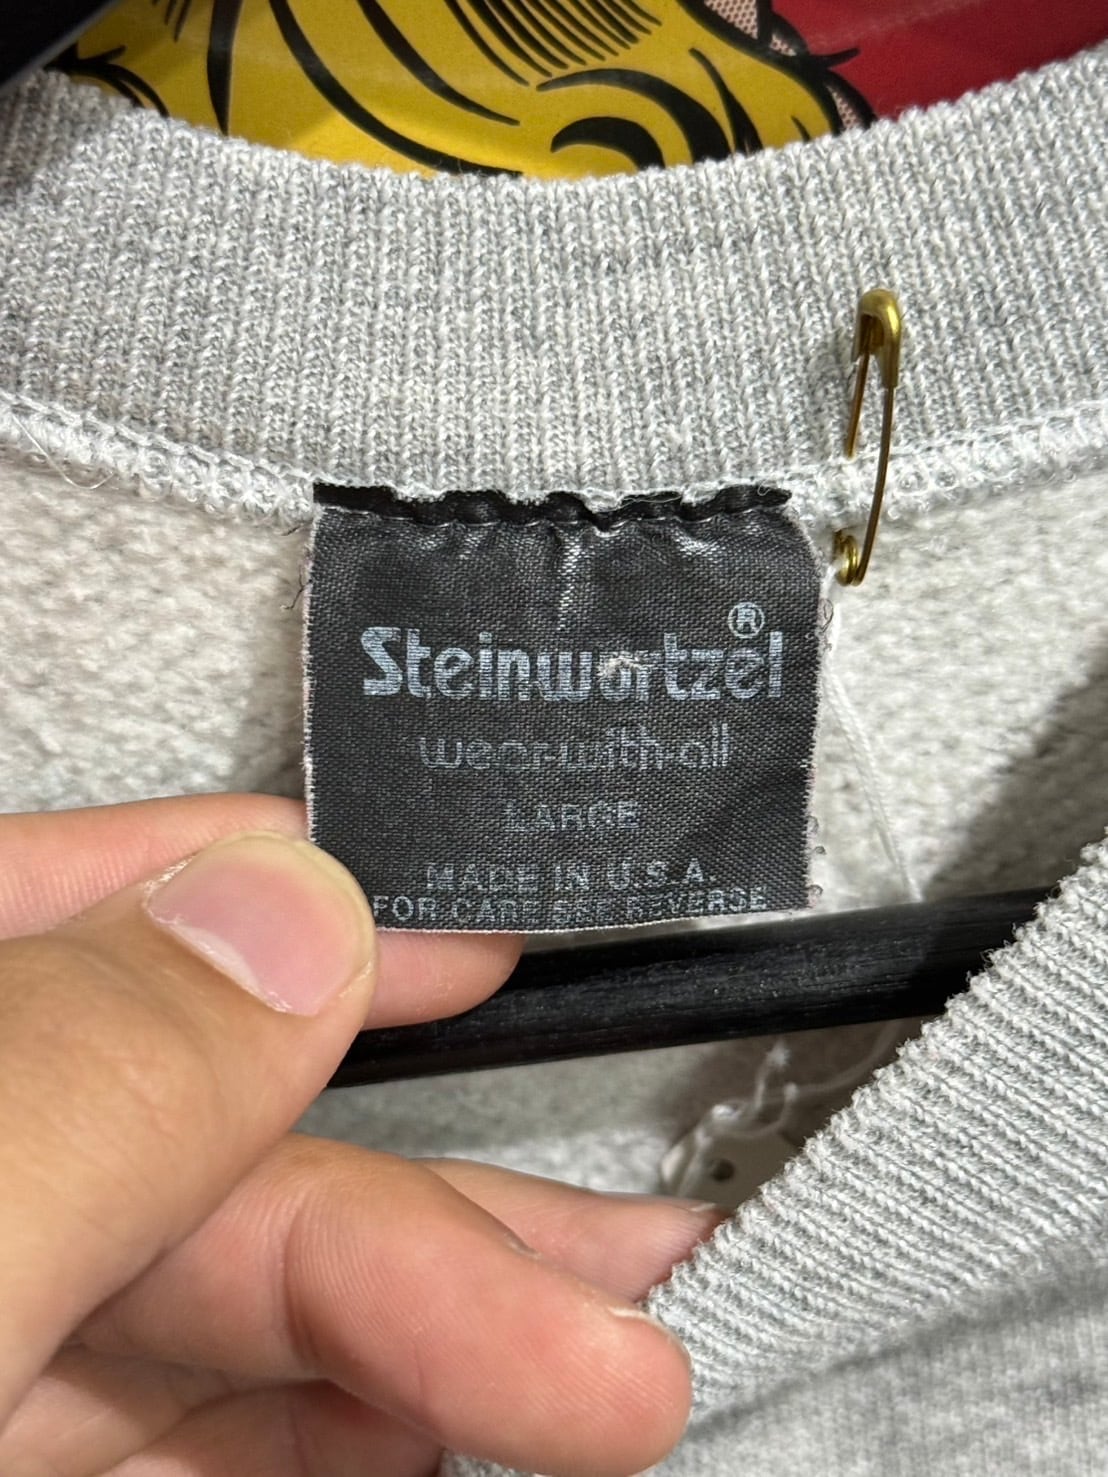 Steinwurtzel®
wear-with-all
LARGE
MADE IN U.S.A.
FOR CARE SEE REVERSE